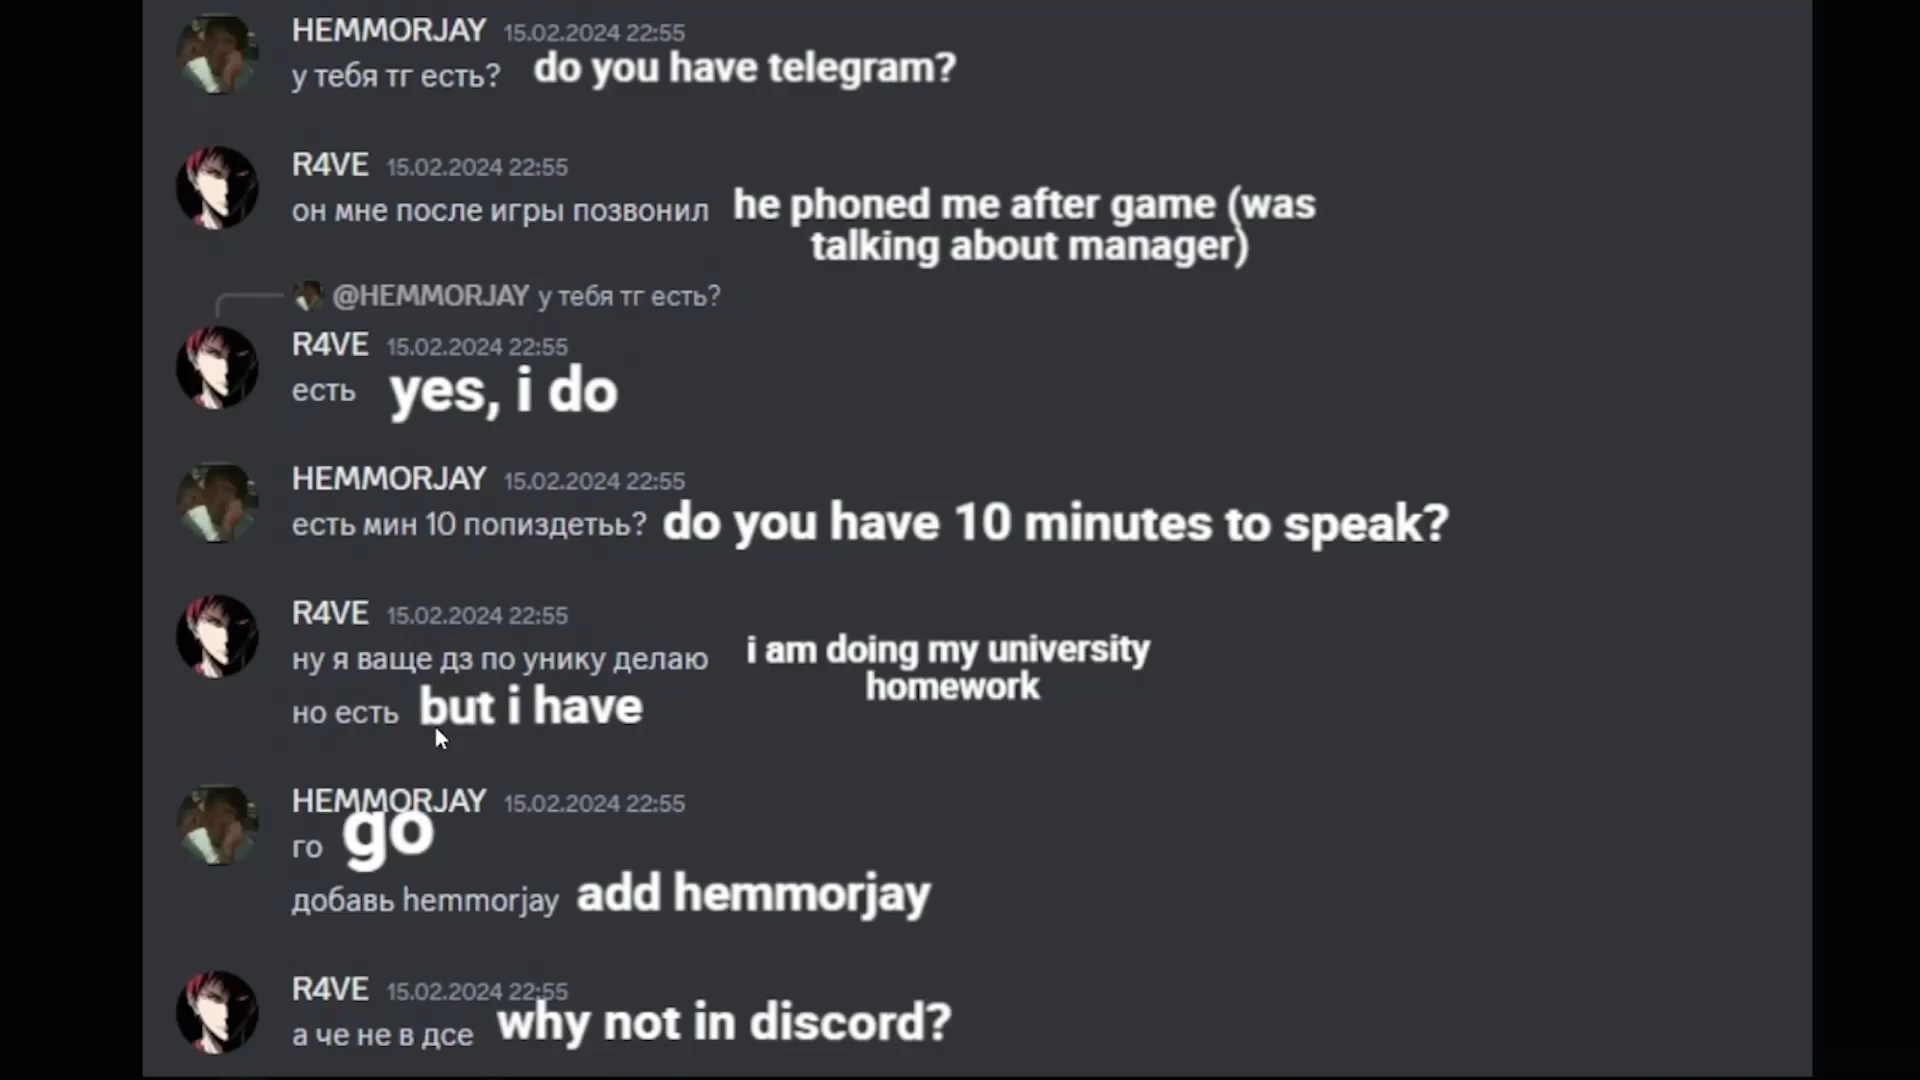 HEMMORJAY 15.02.2024 22:55
у тебя тг есть? do you have telegram?
R4VE 15.02.2024 22:55
он мне после игры позвонил he phoned me after game (was
talking about manager)
@HEMMORJAY у тебя тг есть?
R4VE 15.02.2024 22:55
есть yes, i do
HEMMORJAY 15.02.2024 22:55
есть мин 10 попиздетьь? do you have 10 minutes to speak?
R4VE 15.02.2024 22:55
ну я ваще дз по унику делаю i am doing my university
homework
но есть but i have
HEMMORJAY 15.02.2024 22:55
го go
добавь hemmorjay add hemmorjay
R4VE 15.02.2024 22:55
а че не в дсе why not in discord?